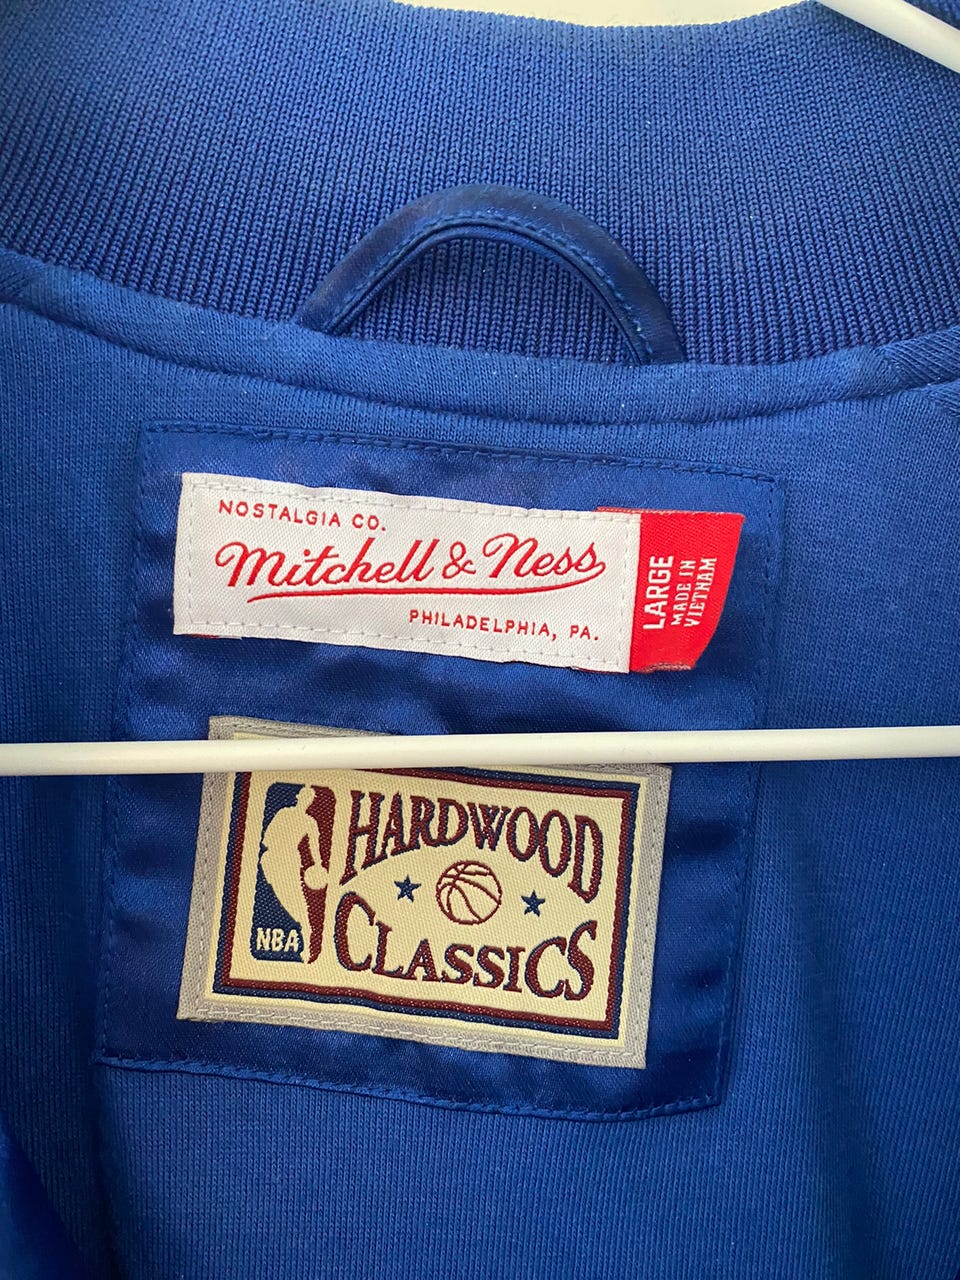 NOSTALGIA CO.
Mitchell & Ness
PHILADELPHIA, PA.
LARGE
MADE IN
VIETNAM
HARDWOOD
CLASSICS
NBA